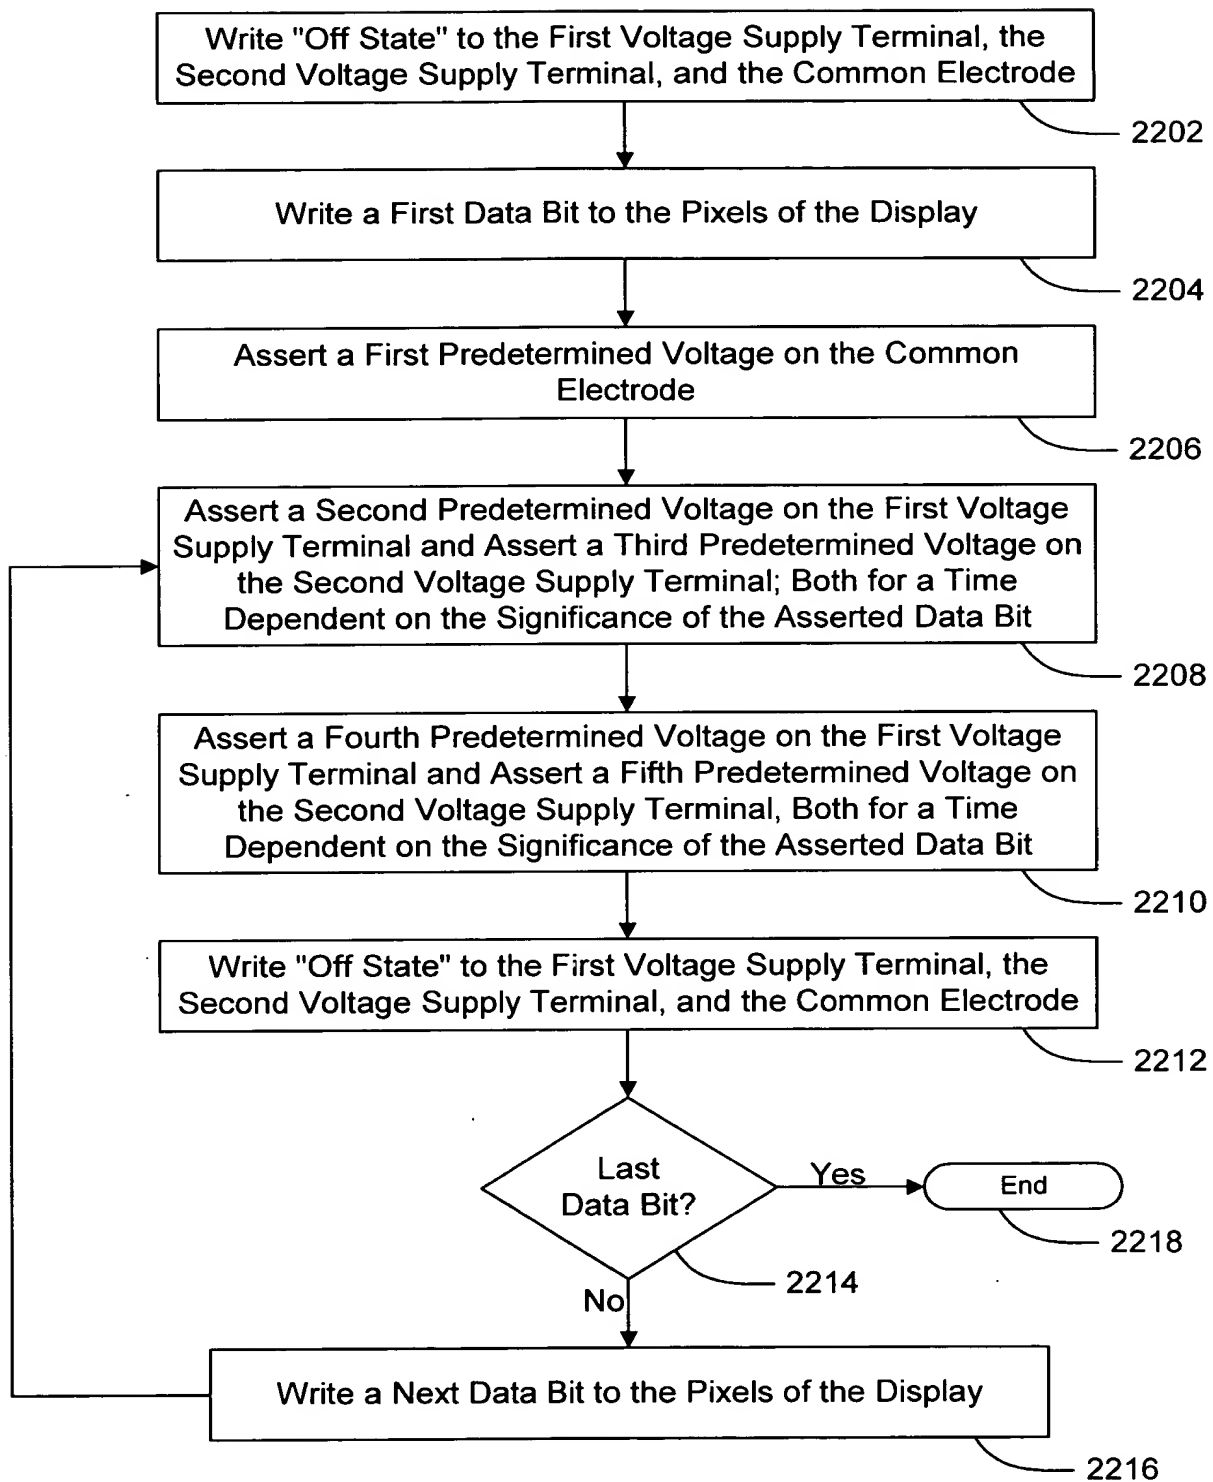 Write "Off State" to the First Voltage Supply Terminal, the
Second Voltage Supply Terminal, and the Common Electrode
2202
Write a First Data Bit to the Pixels of the Display
2204
Assert a First Predetermined Voltage on the Common
Electrode
2206
Assert a Second Predetermined Voltage on the First Voltage
Supply Terminal and Assert a Third Predetermined Voltage on
the Second Voltage Supply Terminal; Both for a Time
Dependent on the Significance of the Asserted Data Bit
2208
Assert a Fourth Predetermined Voltage on the First Voltage
Supply Terminal and Assert a Fifth Predetermined Voltage on
the Second Voltage Supply Terminal, Both for a Time
Dependent on the Significance of the Asserted Data Bit
2210
Write "Off State" to the First Voltage Supply Terminal, the
Second Voltage Supply Terminal, and the Common Electrode
2212
Last
Data Bit?
Yes
End
2218
2214
No
Write a Next Data Bit to the Pixels of the Display
2216